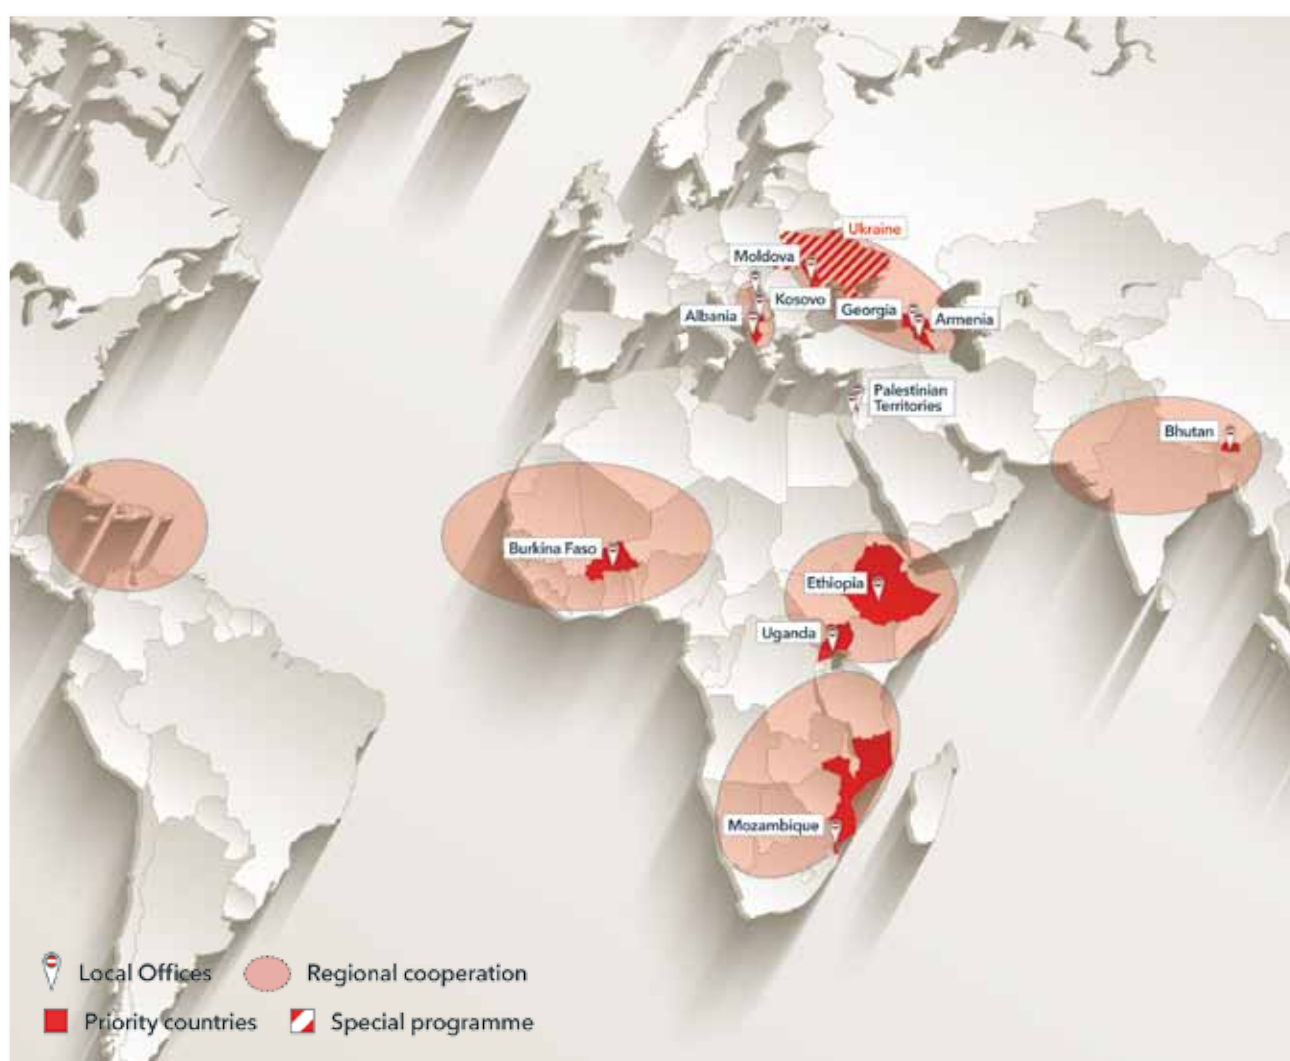 Ukraine
Moldova
Kosovo
Albania
Georgia
Armenia
Palestinian
Territories
Bhutan
Burkina Faso
Ethiopia
Uganda
Mozambique
Local Offices
Regional cooperation
Priority countries
Special programme